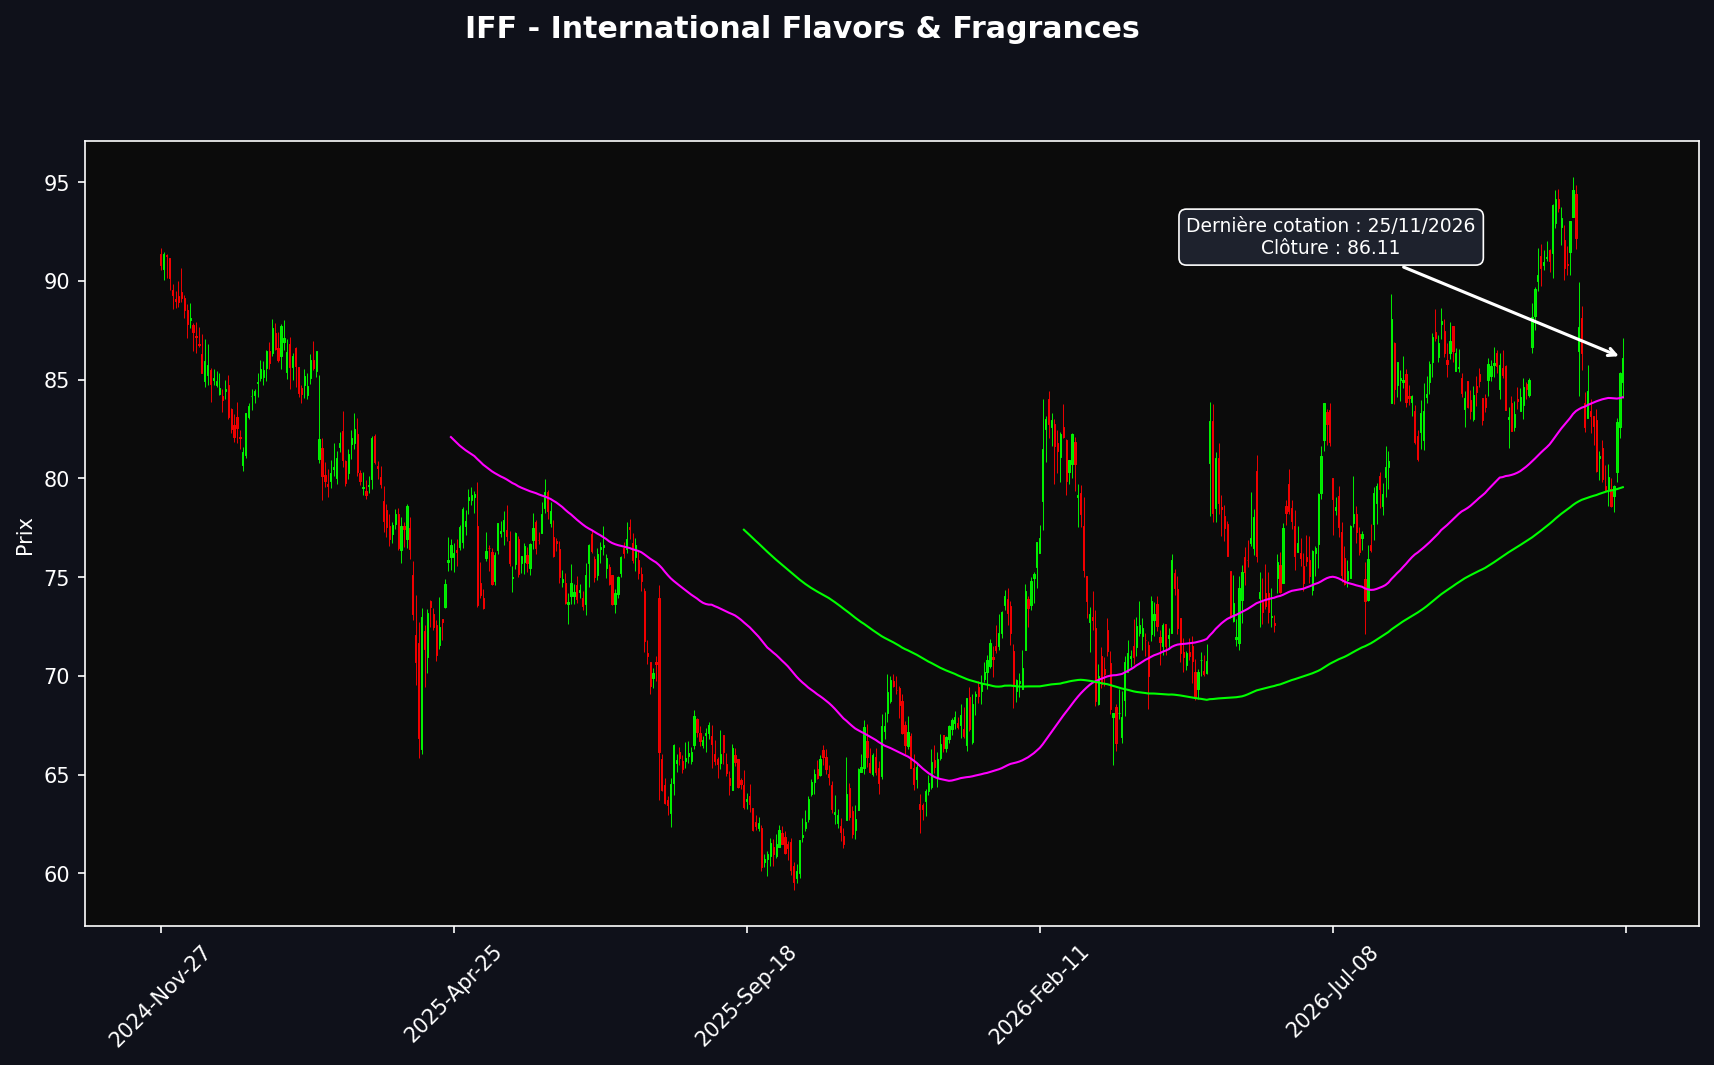 IFF - International Flavors & Fragrances
95
Dernière cotation : 25/11/2026
Clôture : 86.11
90
85
80
75
70
65
60
Prix
2024-Nov-27
2025-Apr-25
2025-Sep-18
2026-Feb-11
2026-Jul-08